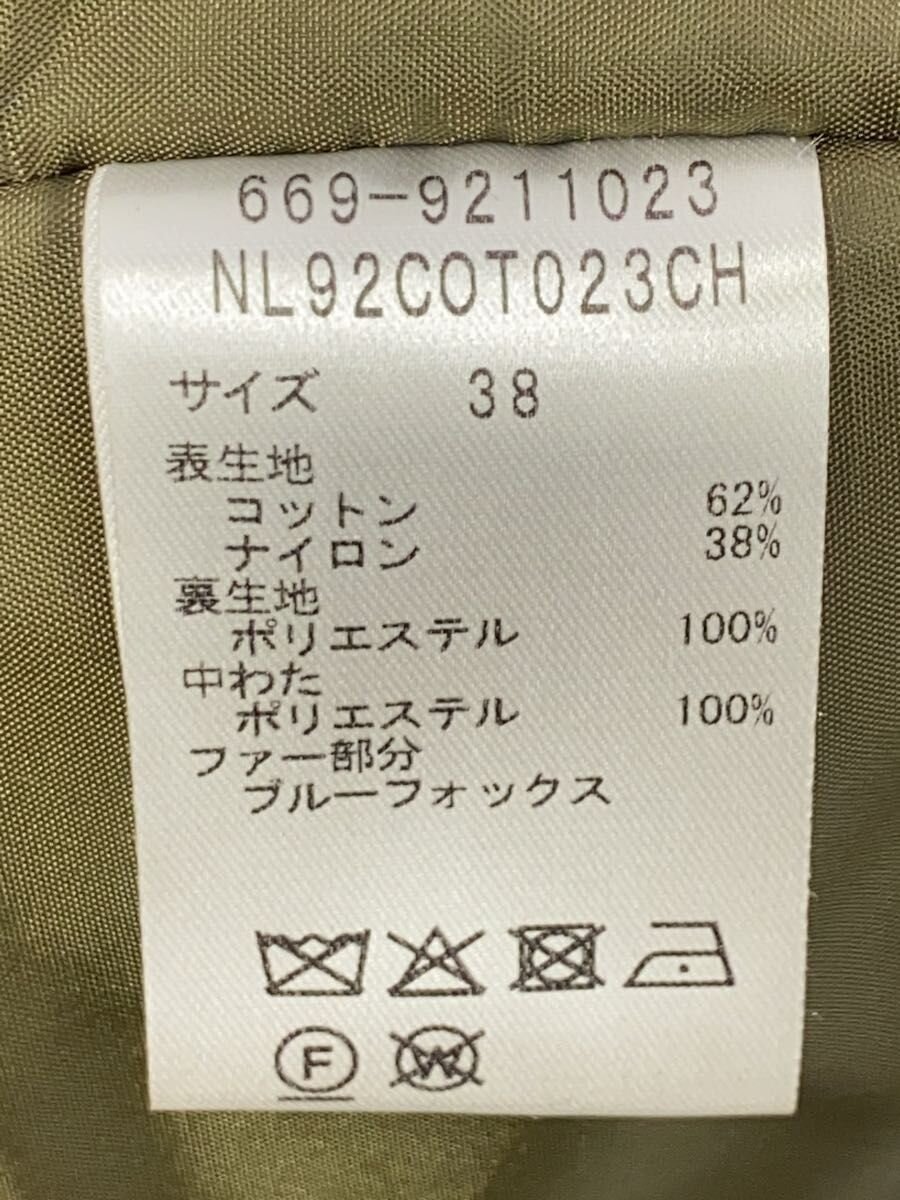 669-9211023
NL92COT023CH
サイズ 38
表生地
コットン 62%
ナイロン 38%
裏生地
ポリエステル 100%
中わた
ポリエステル 100%
ファー部分
ブルーフォックス
F W